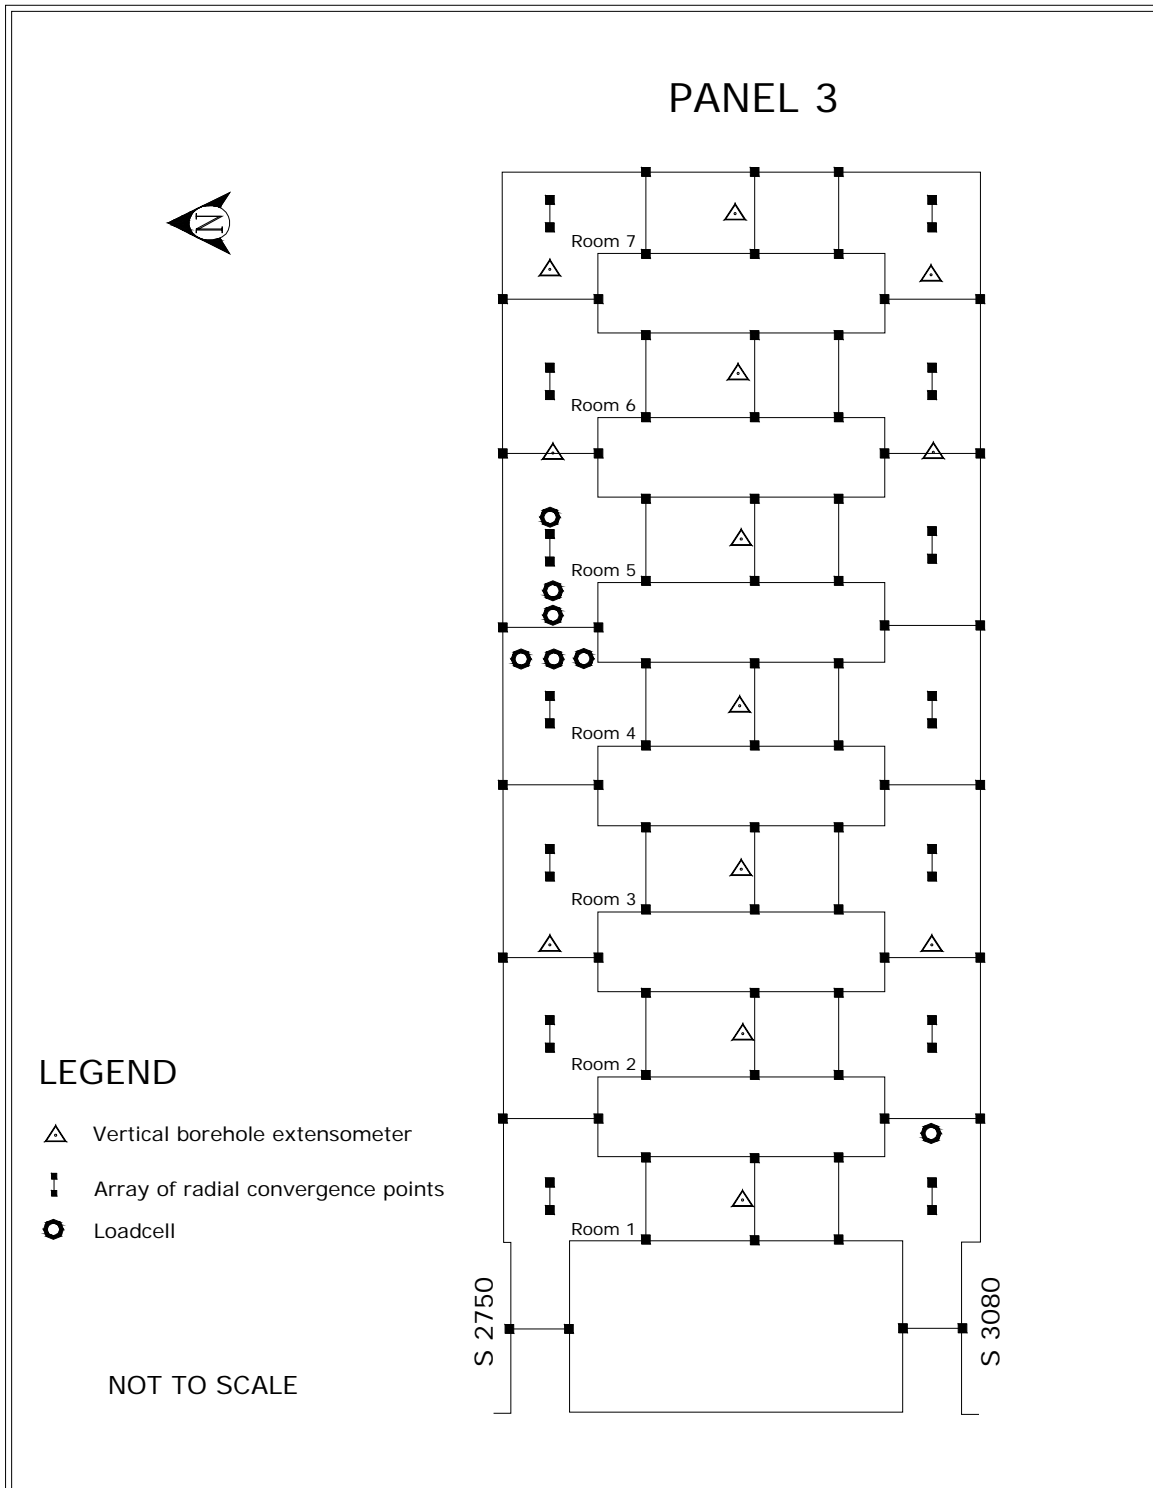 PANEL 3
N
Room 7
Room 6
Room 5
Room 4
Room 3
Room 2
Room 1
LEGEND
Vertical borehole extensometer
Array of radial convergence points
Loadcell
S 2750
S 3080
NOT TO SCALE